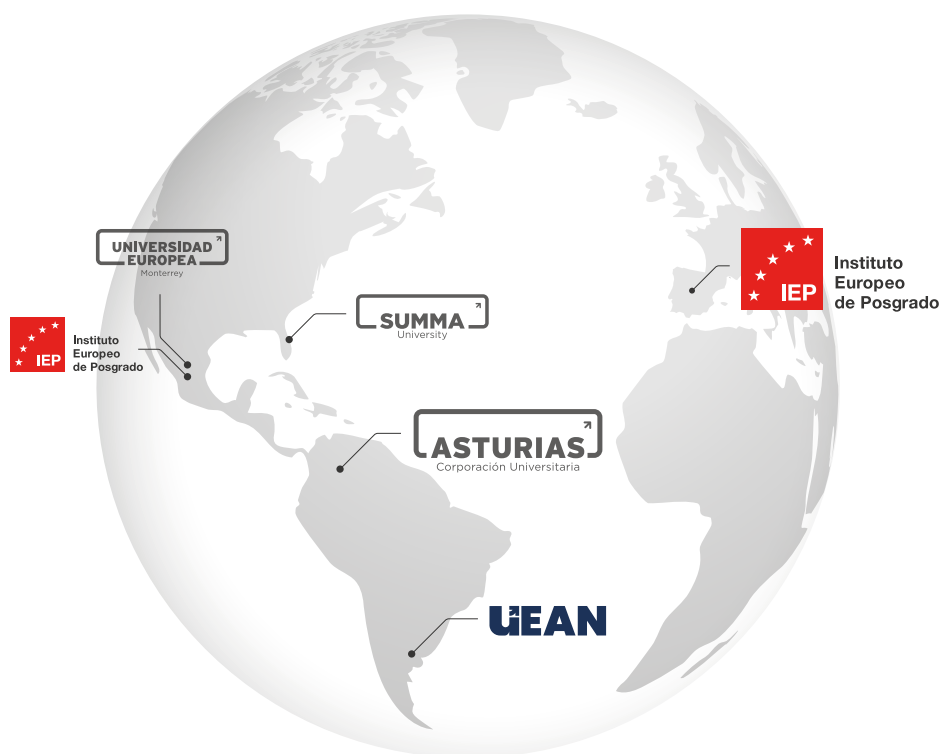 UNIVERSIDAD
EUROPEA
Monterrey
IEP
Instituto
Europeo
de Posgrado
SUMMA
University
IEP
Instituto
Europeo
de Posgrado
ASTURIAS
Corporación Universitaria
UEAN